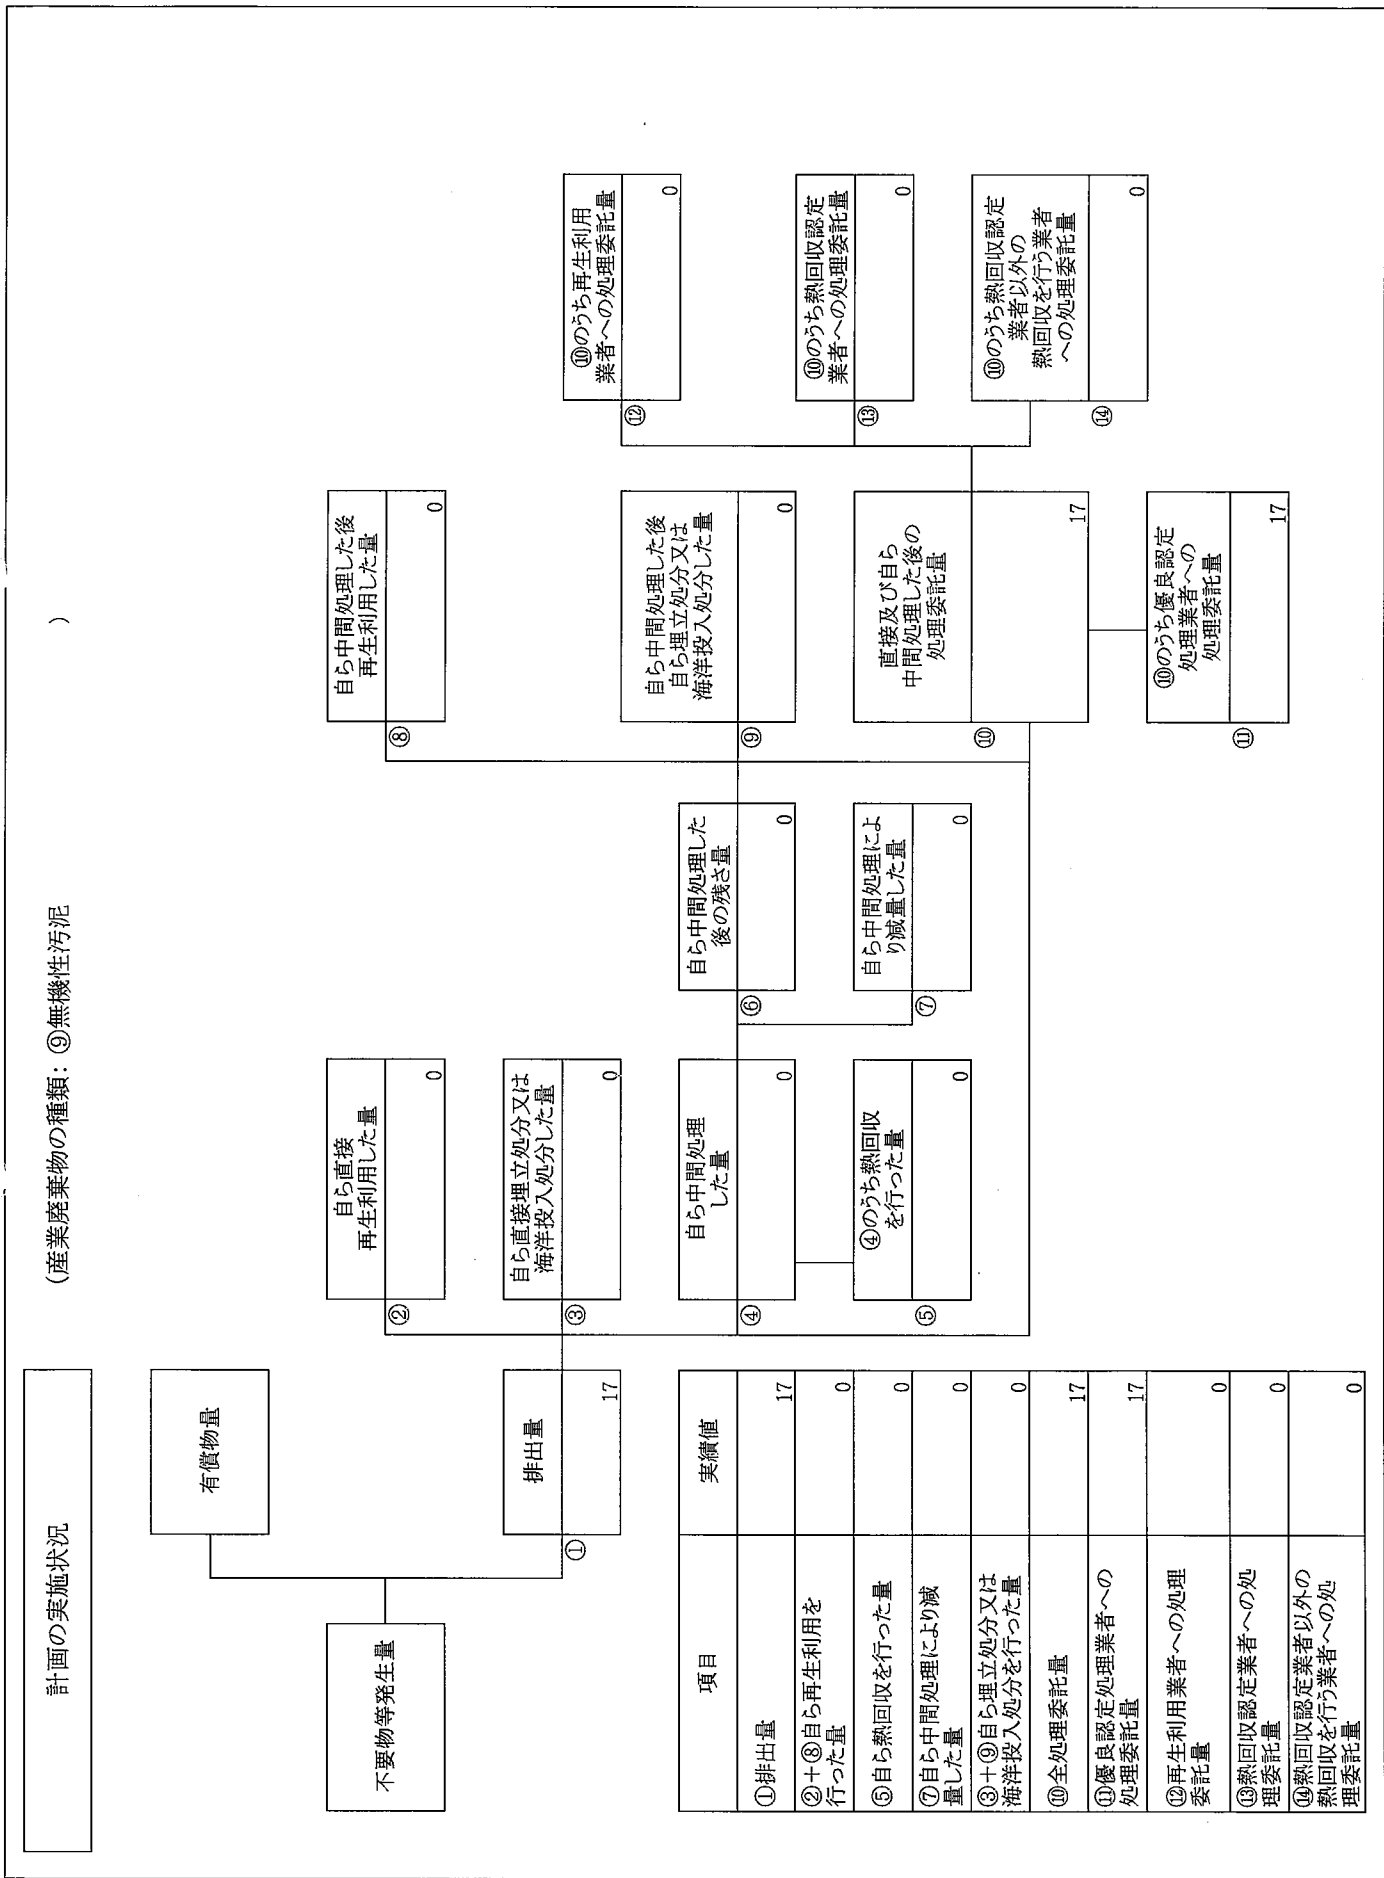 計画の実施状況
(産業廃棄物の種類:⑨無機性汚泥 )
不要物等発生量
有償物量
①
排出量
17
②
自ら直接
再生利用した量
0
③
自ら直接埋立処分又は
海洋投入処分した量
0
④
自ら中間処理
した量
0
⑤
④のうち熱回収
を行った量
0
⑥
自ら中間処理した
後の残さ量
0
⑦
自ら中間処理によ
り減量した量
0
⑧
自ら中間処理した後
再生利用した量
0
⑨
自ら中間処理した後
自ら埋立処分又は
海洋投入処分した量
0
⑩
直接及び自ら
中間処理した後の
処理委託量
17
⑪
⑩のうち優良認定
処理業者への
処理委託量
17
⑫
⑩のうち再生利用
業者への処理委託量
0
⑬
⑩のうち熱回収認定
業者への処理委託量
0
⑭
⑩のうち熱回収認定
業者以外の
熱回収を行う業者
への処理委託量
0
項目 実績値
①排出量 17
②+⑧自ら再生利用を
行った量 0
⑤自ら熱回収を行った量 0
⑦自ら中間処理により減
量した量 0
③+⑨自ら埋立処分又は
海洋投入処分を行った量 0
⑩全処理委託量 17
⑪優良認定処理業者への
処理委託量 17
⑫再生利用業者への処理
委託量 0
⑬熱回収認定業者への処
理委託量 0
⑭熱回収認定業者以外の
熱回収を行う業者への処
理委託量 0